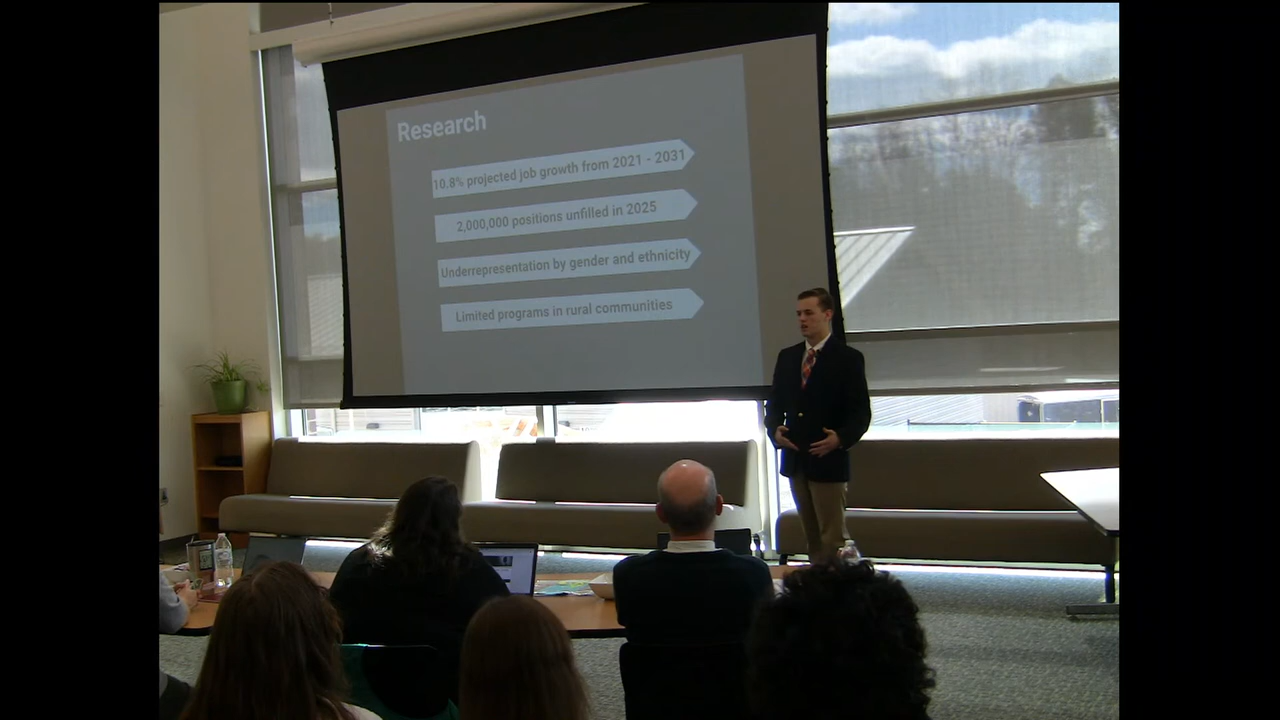 Research
10.8% projected job growth from 2021 - 2031
2,000,000 positions unfilled in 2025
Underrepresentation by gender and ethnicity
Limited programs in rural communities